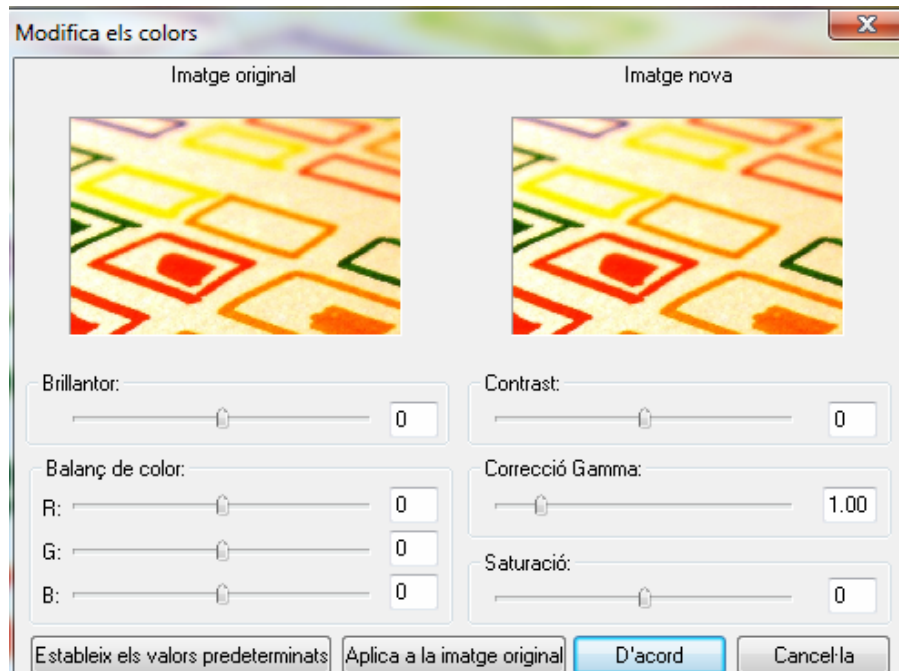 Modifica els colors
Imatge original
Imatge nova
Brillantor:
0
Contrast:
0
Balanç de color:
R: 0
G: 0
B: 0
Correcció Gamma:
1.00
Saturació:
0
Estableix els valors predeterminats
Aplica a la imatge original
D'acord
Cancel·la